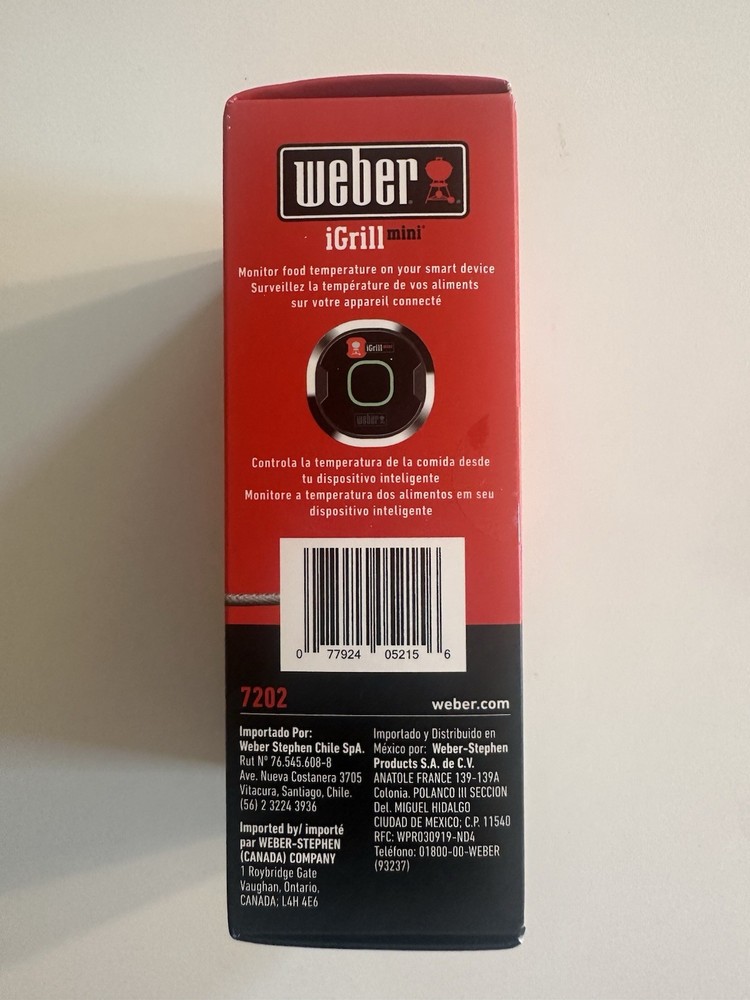 weber
iGrill mini
Monitor food temperature on your smart device
Surveillez la température de vos aliments
sur votre appareil connecté
iGrill mini
weber
Controla la temperatura de la comida desde
tu dispositivo inteligente
Monitore a temperatura dos alimentos em seu
dispositivo inteligente
0 77924 05215 6
7202
weber.com
Importado Por:
Weber Stephen Chile SpA.
Rut N° 76.545.608-8
Ave. Nueva Costanera 3705
Vitacura, Santiago, Chile.
(56) 2 3224 3936
Imported by/ importé
par WEBER-STEPHEN
(CANADA) COMPANY
1 Roybridge Gate
Vaughan, Ontario,
CANADA; L4H 4E6
Importado y Distribuido en
México por: Weber-Stephen
Products S.A. de C.V.
ANATOLE FRANCE 139-139A
Colonia. POLANCO III SECCION
Del. MIGUEL HIDALGO
CIUDAD DE MEXICO; C.P. 11540
RFC: WPR030919-ND4
Teléfono: 01800-00-WEBER
(93237)